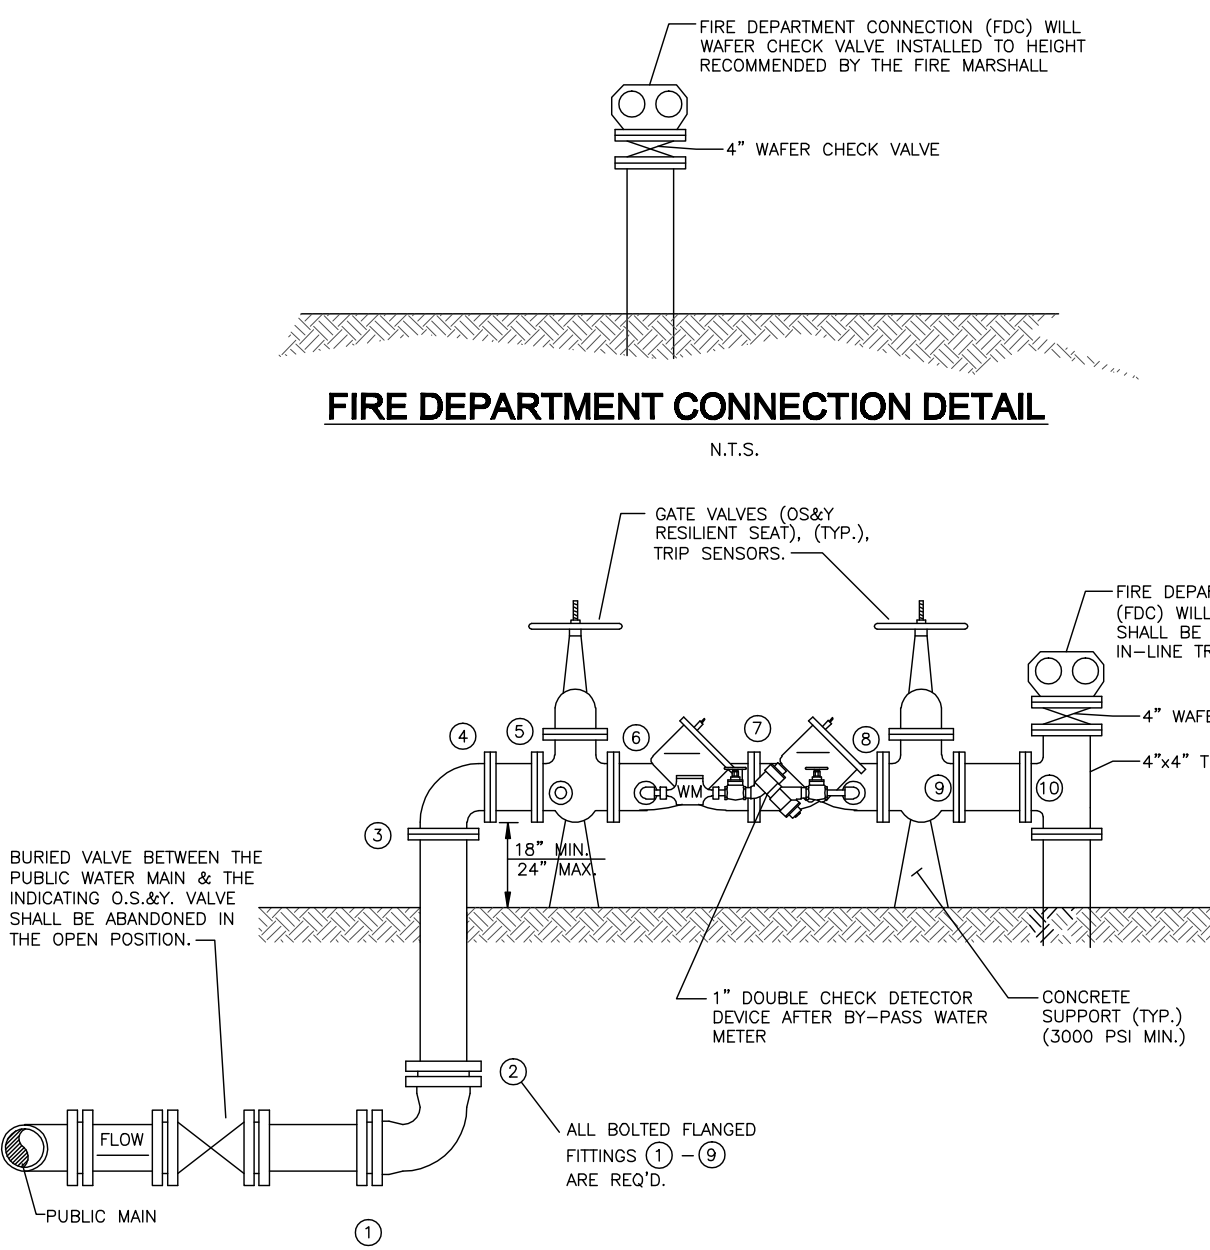 FIRE DEPARTMENT CONNECTION (FDC) WILL
WAFER CHECK VALVE INSTALLED TO HEIGHT
RECOMMENDED BY THE FIRE MARSHALL
4" WAFER CHECK VALVE
FIRE DEPARTMENT CONNECTION DETAIL
N.T.S.
GATE VALVES (OS&Y
RESILIENT SEAT), (TYP.),
TRIP SENSORS.
(FDC) WILL
FIRE
SHALL BE
IN-LINE
4"
4"x4"
4
5
6
7
8
9
10
WM
3
18" MIN.
24" MAX.
BURIED VALVE BETWEEN THE
PUBLIC WATER MAIN & THE
INDICATING O.S.&Y. VALVE
SHALL BE ABANDONED IN
THE OPEN POSITION.
1" DOUBLE CHECK DETECTOR
DEVICE AFTER BY-PASS WATER
METER
CONCRETE
SUPPORT (TYP.)
(3000 PSI MIN.)
2
ALL BOLTED FLANGED
FITTINGS 1 - 9
ARE REQ'D.
FLOW
PUBLIC MAIN
1